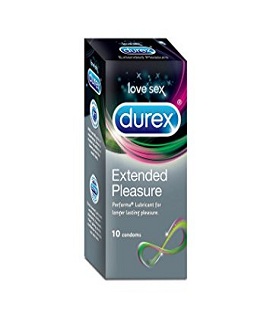 love sex
durex®
Extended
Pleasure
Performa® Lubricant for
longer lasting pleasure.
10 condoms